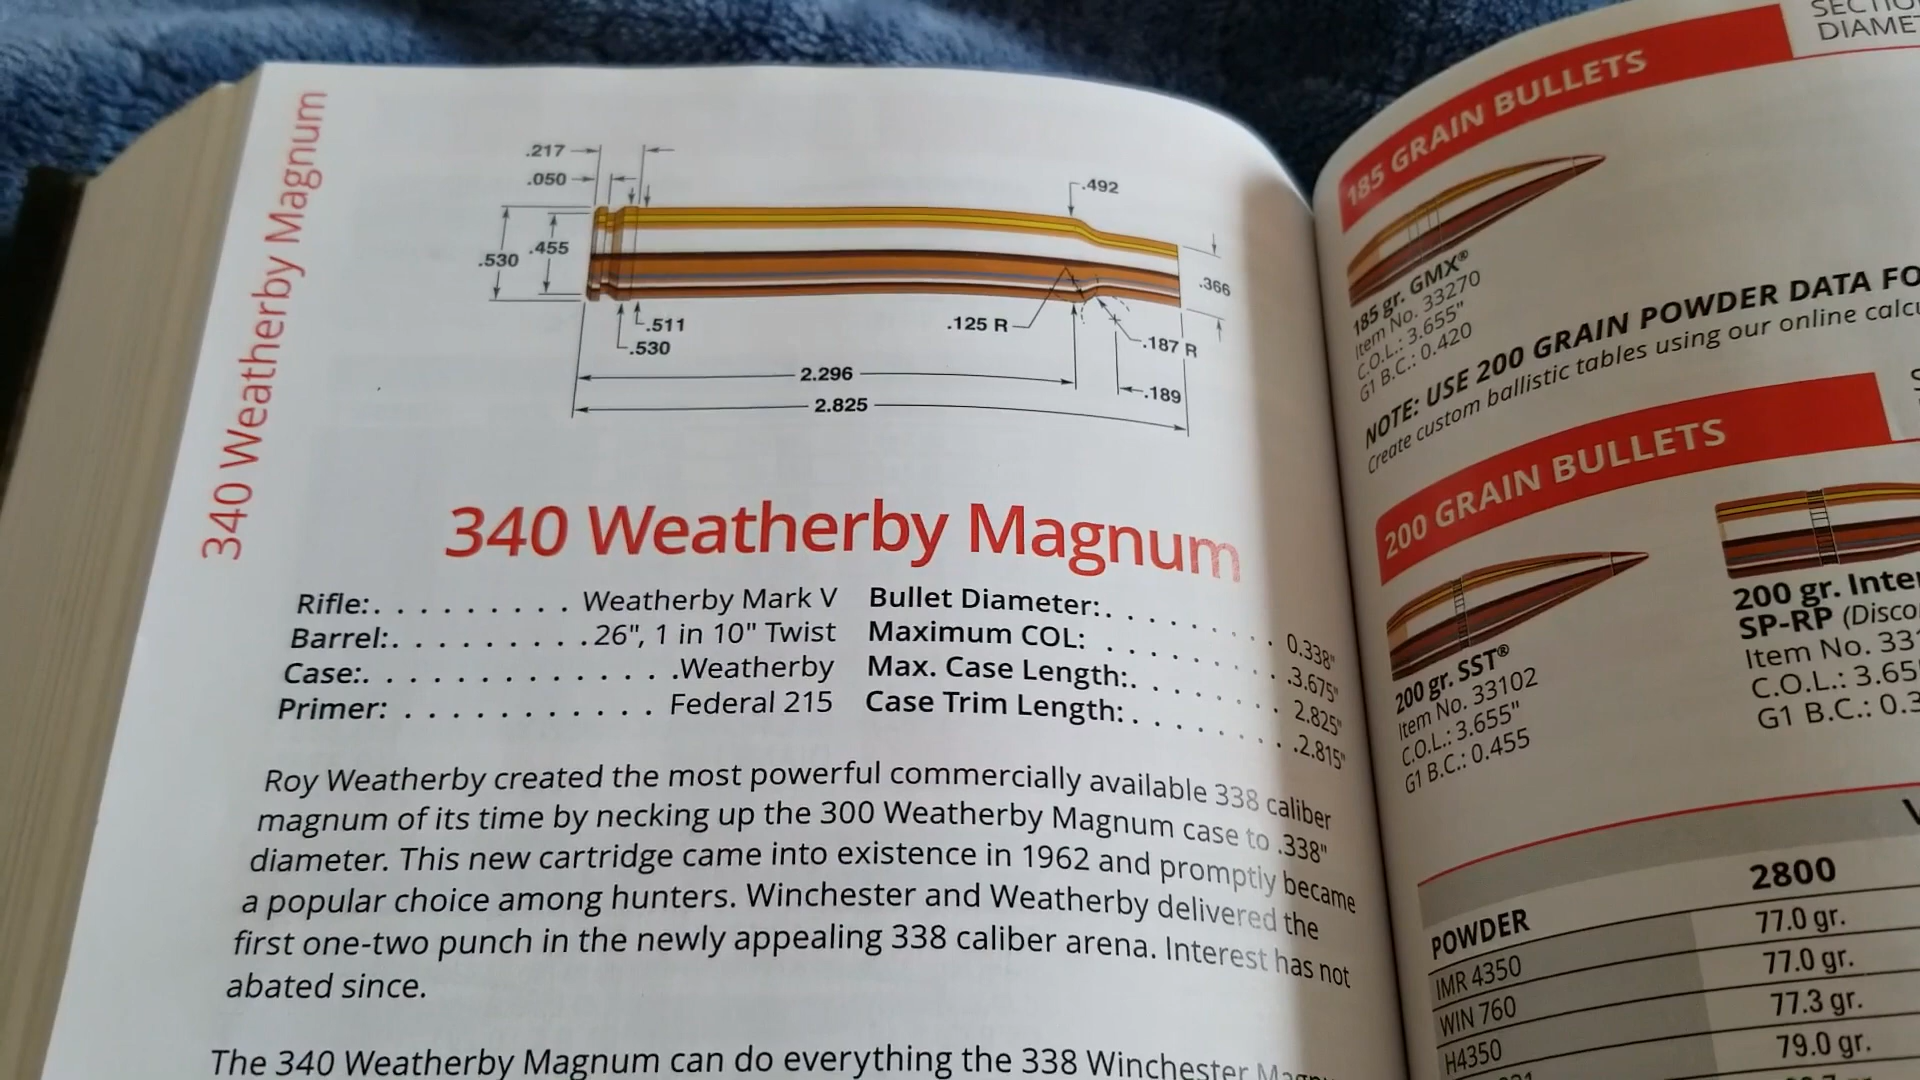 340 Weatherby Magnum
.217
.050
.492
.530
.455
.366
.511
.530
.125 R
.187 R
2.296
.189
2.825
340 Weatherby Magnum
Rifle:. . . . . . . . . . Weatherby Mark V
Barrel:. . . . . . . . . .26", 1 in 10" Twist
Case:. . . . . . . . . . . . . . .Weatherby
Primer: . . . . . . . . . . . . Federal 215
Bullet Diameter:. . . . . . . . . . 0.338"
Maximum COL: . . . . . . . . . . .3.675"
Max. Case Length:. . . . . . . . . 2.825"
Case Trim Length:. . . . . . . . . .2.815"
Roy Weatherby created the most powerful commercially available 338 caliber
magnum of its time by necking up the 300 Weatherby Magnum case to .338"
diameter. This new cartridge came into existence in 1962 and promptly became
a popular choice among hunters. Winchester and Weatherby delivered the
first one-two punch in the newly appealing 338 caliber arena. Interest has not
abated since.
The 340 Weatherby Magnum can do everything the 338 Winchester
DIAMET
185 GRAIN BULLETS
185 gr. GMX®
Item No. 33270
C.O.L.: 3.655"
G1 B.C.: 0.420
NOTE: USE 200 GRAIN POWDER DATA FO
Create custom ballistic tables using our online calcu
200 GRAIN BULLETS
200 gr. SST®
Item No. 33102
C.O.L.: 3.655"
G1 B.C.: 0.455
200 gr. Inter
SP-RP (Disco
Item No. 33
C.O.L.: 3.65
G1 B.C.: 0.3
POWDER 2800
IMR 4350 77.0 gr.
WIN 760 77.0 gr.
H4350 77.3 gr.
79.0 gr.